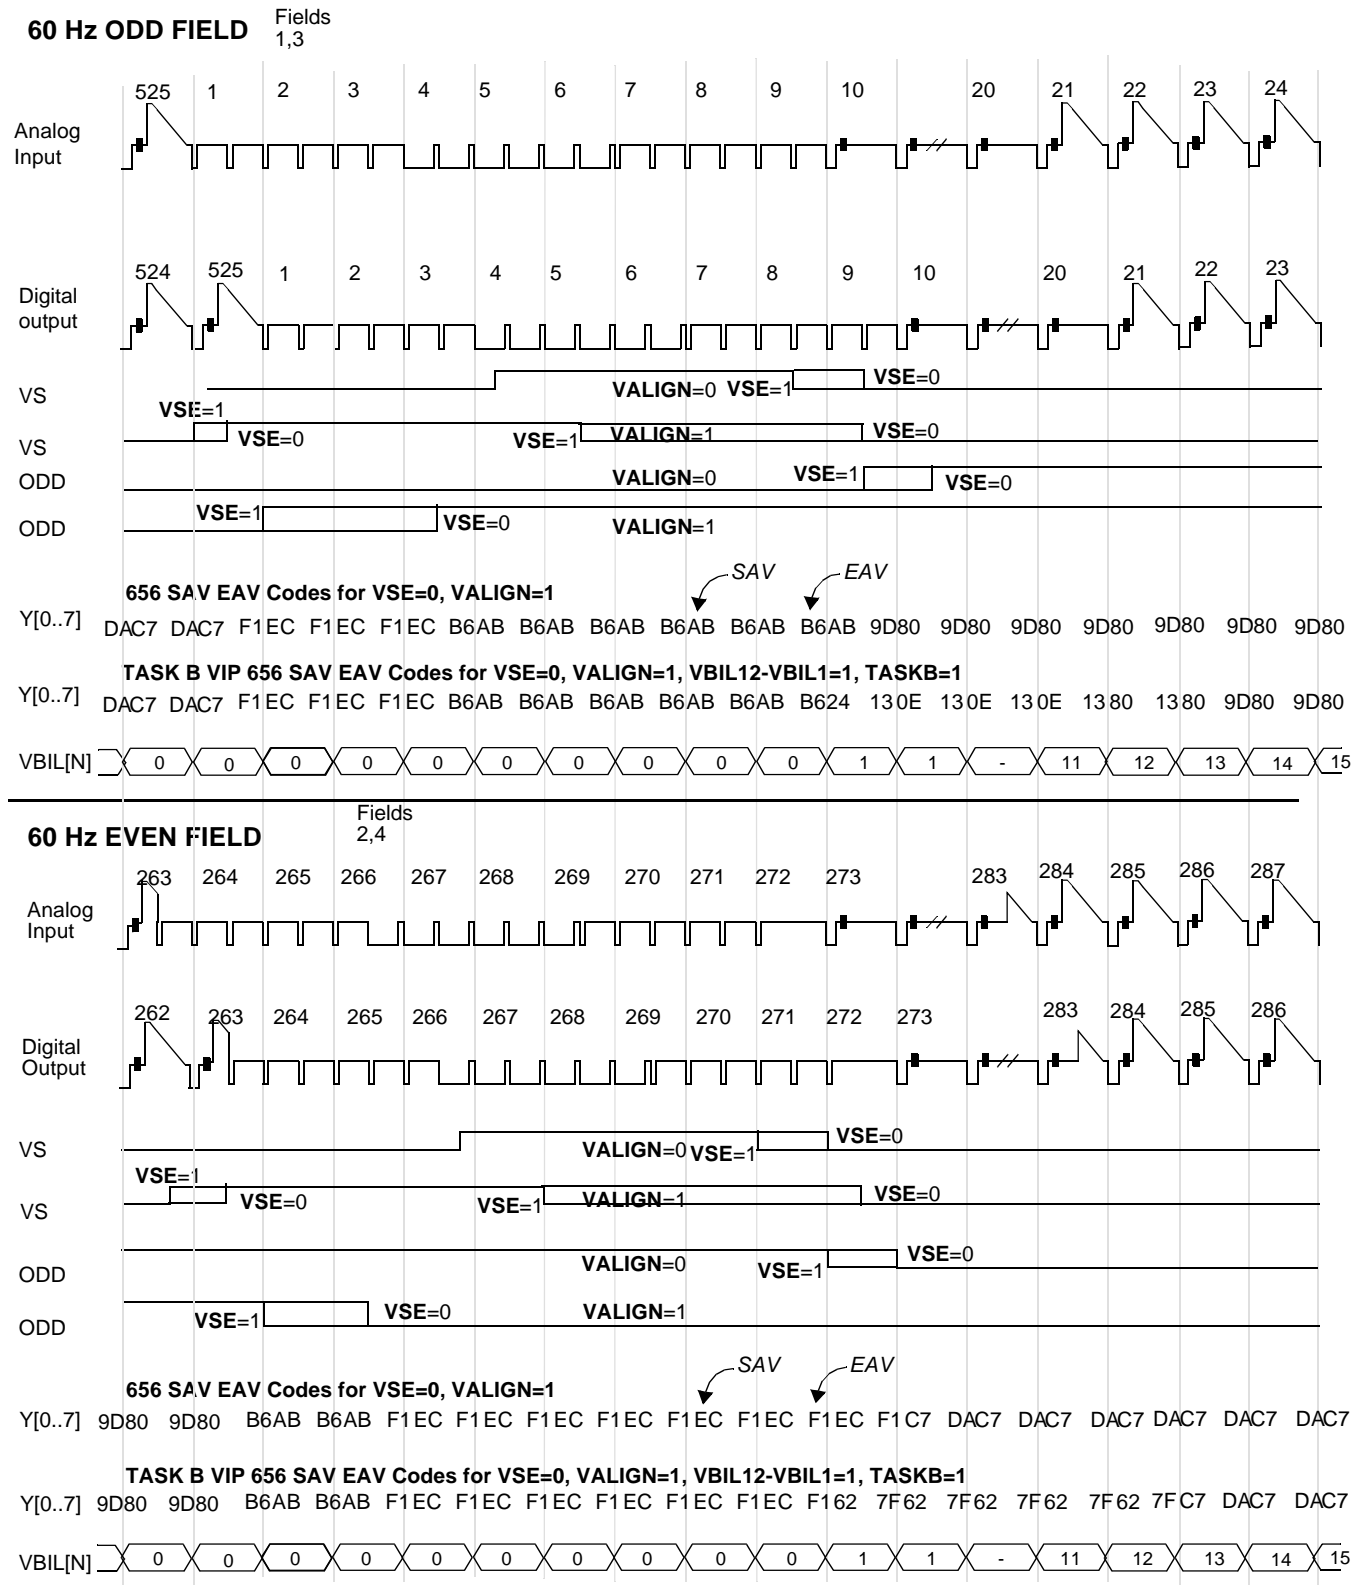 60 Hz ODD FIELD
Fields
1,3
525 1 2 3 4 5 6 7 8 9 10 20 21 22 23 24
Analog
Input
524 525 1 2 3 4 5 6 7 8 9 10 20 21 22 23
Digital
output
VS VALIGN=0 VSE=1 VSE=0
VSE=1
VS VSE=0 VSE=1 VALIGN=1 VSE=0
ODD VALIGN=0 VSE=1 VSE=0
ODD VSE=1 VSE=0 VALIGN=1
SAV EAV
656 SAV EAV Codes for VSE=0, VALIGN=1
Y[0..7] DAC7 DAC7 F1EC F1EC F1EC B6AB B6AB B6AB B6AB B6AB B6AB 9D80 9D80 9D80 9D80 9D80 9D80 9D80
TASK B VIP 656 SAV EAV Codes for VSE=0, VALIGN=1, VBIL12-VBIL1=1, TASKB=1
Y[0..7] DAC7 DAC7 F1EC F1EC F1EC B6AB B6AB B6AB B6AB B6AB B624 130E 130E 130E 1380 1380 9D80 9D80
VBIL[N] 0 0 0 0 0 0 0 0 0 0 1 1 - 11 12 13 14 15
60 Hz EVEN FIELD
Fields
2,4
263 264 265 266 267 268 269 270 271 272 273 283 284 285 286 287
Analog
Input
262 263 264 265 266 267 268 269 270 271 272 273 283 284 285 286
Digital
Output
VS VALIGN=0 VSE=1 VSE=0
VSE=1
VS VSE=0 VSE=1 VALIGN=1 VSE=0
ODD VALIGN=0 VSE=1 VSE=0
ODD VSE=1 VSE=0 VALIGN=1
SAV EAV
656 SAV EAV Codes for VSE=0, VALIGN=1
Y[0..7] 9D80 9D80 B6AB B6AB F1EC F1EC F1EC F1EC F1EC F1EC F1EC F1C7 DAC7 DAC7 DAC7 DAC7 DAC7 DAC7
TASK B VIP 656 SAV EAV Codes for VSE=0, VALIGN=1, VBIL12-VBIL1=1, TASKB=1
Y[0..7] 9D80 9D80 B6AB B6AB F1EC F1EC F1EC F1EC F1EC F1EC F162 7F62 7F62 7F62 7FC7 DAC7 DAC7
VBIL[N] 0 0 0 0 0 0 0 0 0 0 1 1 - 11 12 13 14 15